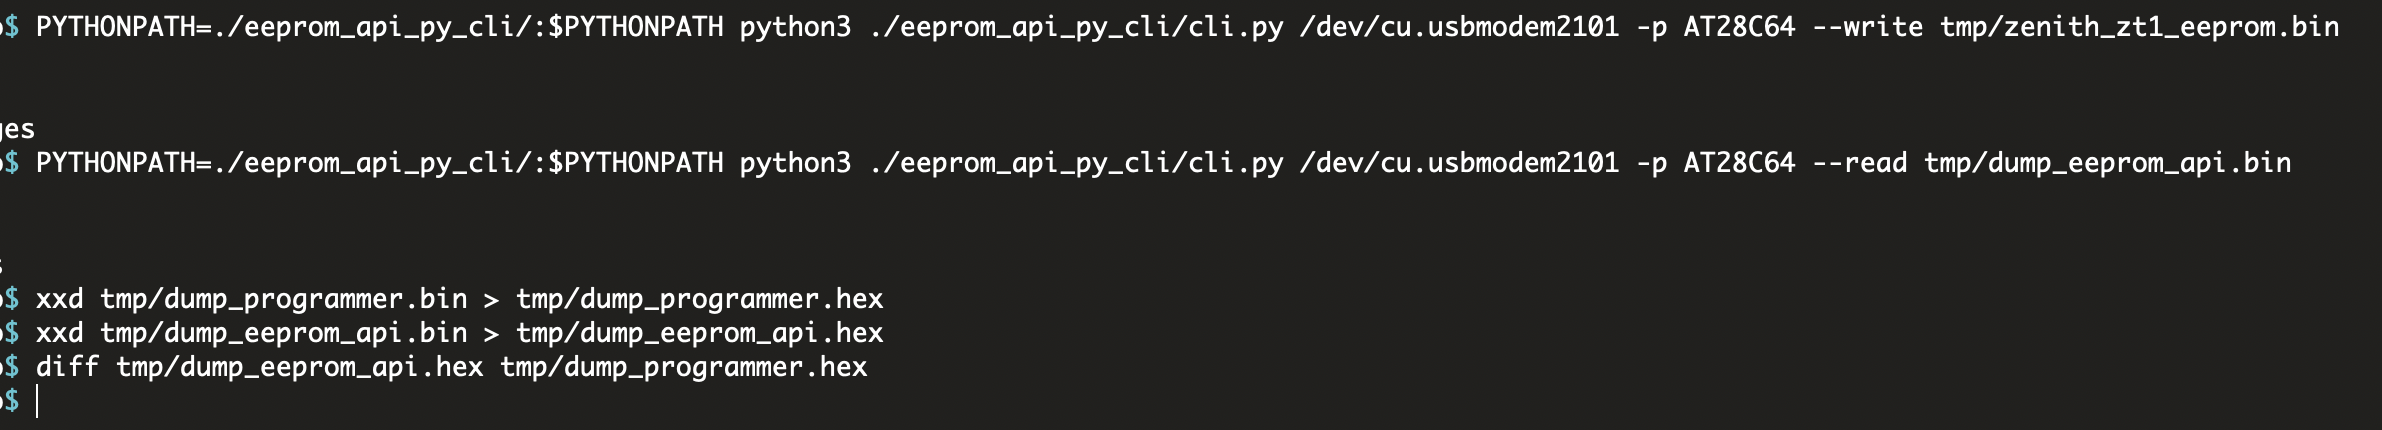 $ PYTHONPATH=./eeprom_api_py_cli/:$PYTHONPATH python3 ./eeprom_api_py_cli/cli.py /dev/cu.usbmodem2101 -p AT28C64 --write tmp/zenith_zt1_eeprom.bin
ges
$ PYTHONPATH=./eeprom_api_py_cli/:$PYTHONPATH python3 ./eeprom_api_py_cli/cli.py /dev/cu.usbmodem2101 -p AT28C64 --read tmp/dump_eeprom_api.bin
s
$ xxd tmp/dump_programmer.bin > tmp/dump_programmer.hex
$ xxd tmp/dump_eeprom_api.bin > tmp/dump_eeprom_api.hex
$ diff tmp/dump_eeprom_api.hex tmp/dump_programmer.hex
$